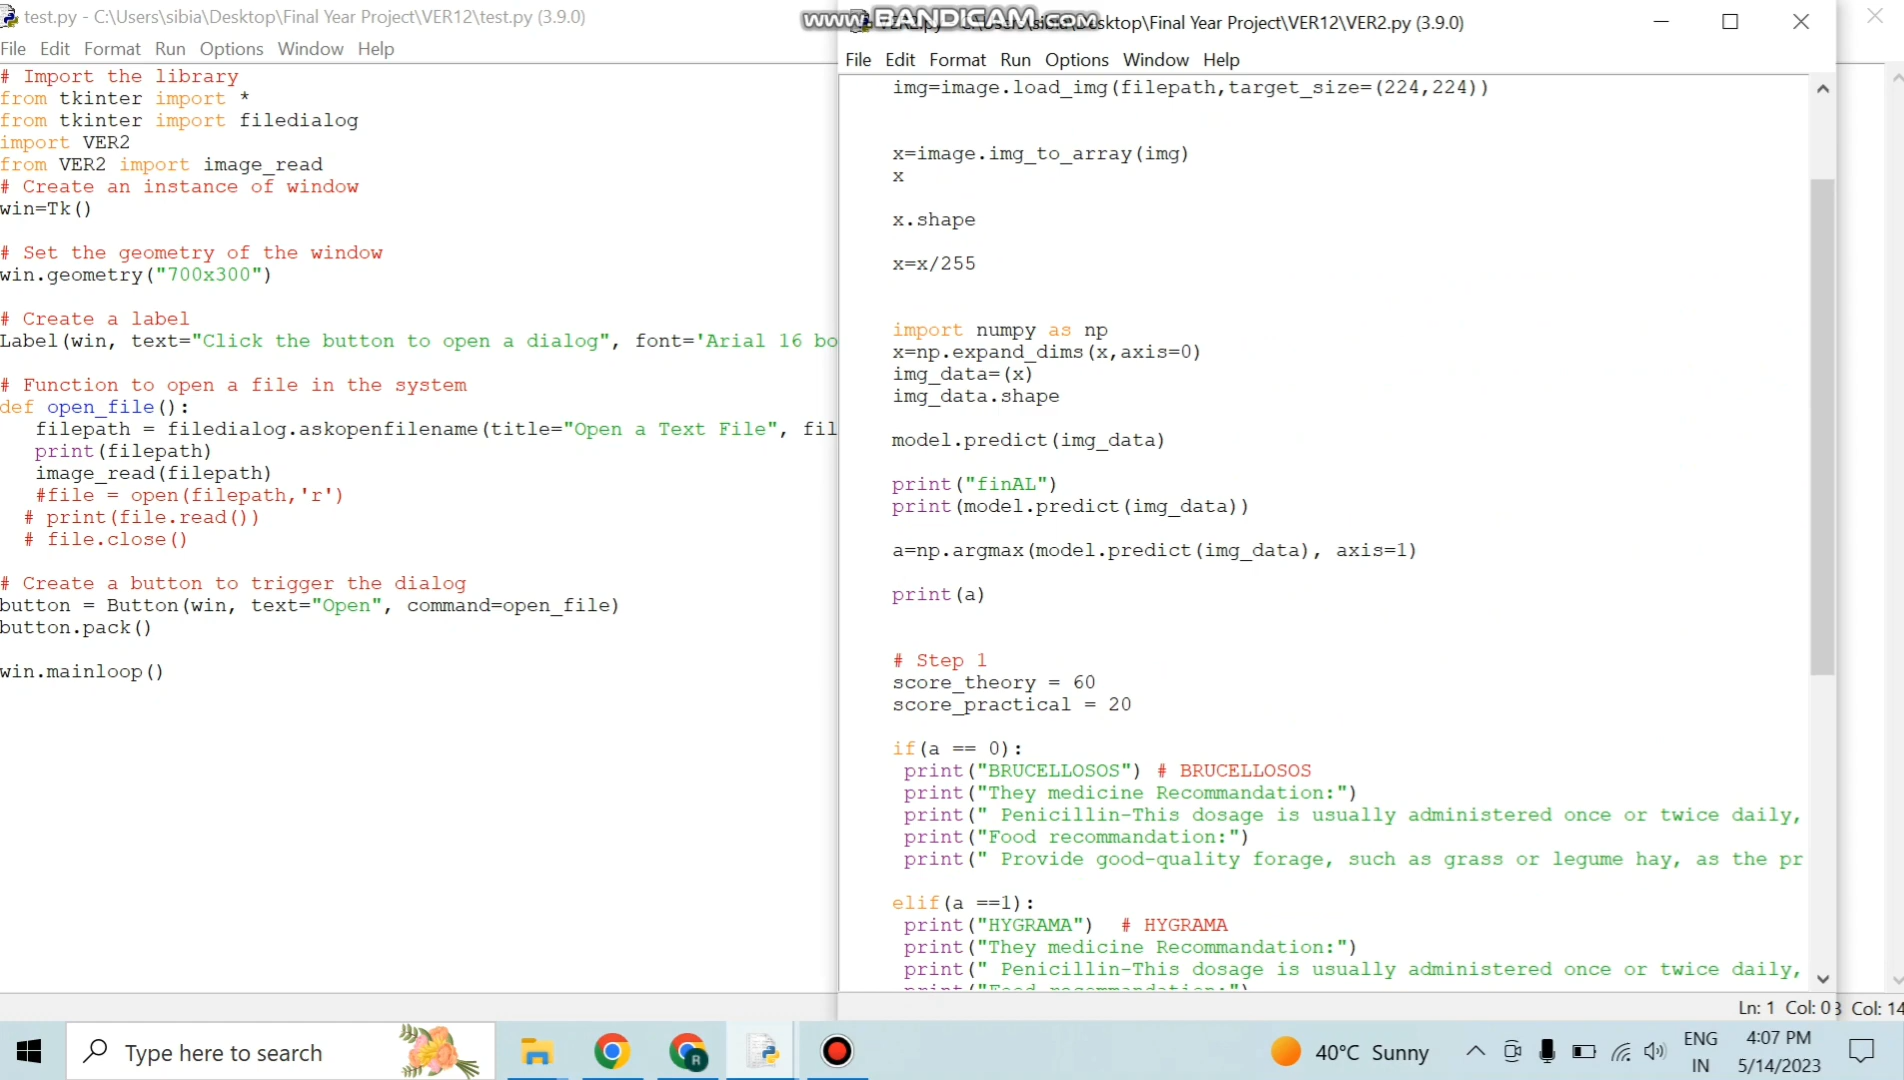 test.py - C:\Users\sibia\Desktop\Final Year Project\VER12\test.py (3.9.0)
File Edit Format Run Options Window Help
# Import the library
from tkinter import *
from tkinter import filedialog
import VER2
from VER2 import image_read
# Create an instance of window
win=Tk()
# Set the geometry of the window
win.geometry("700x300")
# Create a label
Label(win, text="Click the button to open a dialog", font='Arial 16 bo
# Function to open a file in the system
def open_file():
filepath = filedialog.askopenfilename(title="Open a Text File", fil
print(filepath)
image_read(filepath)
#file = open(filepath,'r')
# print(file.read())
# file.close()
# Create a button to trigger the dialog
button = Button(win, text="Open", command=open_file)
button.pack()
win.mainloop()
www.BANDICAM.com
Desktop\Final Year Project\VER12\VER2.py (3.9.0)
File Edit Format Run Options Window Help
img=image.load_img(filepath,target_size=(224,224))
x=image.img_to_array(img)
x
x.shape
x=x/255
import numpy as np
x=np.expand_dims(x,axis=0)
img_data=(x)
img_data.shape
model.predict(img_data)
print("finAL")
print(model.predict(img_data))
a=np.argmax(model.predict(img_data), axis=1)
print(a)
# Step 1
score_theory = 60
score_practical = 20
if(a == 0):
print("BRUCELLOSOS") # BRUCELLOSOS
print("They medicine Recommandation:")
print(" Penicillin-This dosage is usually administered once or twice daily,
print("Food recommandation:")
print(" Provide good-quality forage, such as grass or legume hay, as the pr
elif(a ==1):
print("HYGRAMA") # HYGRAMA
print("They medicine Recommandation:")
print(" Penicillin-This dosage is usually administered once or twice daily,
print("Food recommandation:")
Ln: 1 Col: 0
Col: 14
Type here to search
40°C Sunny
ENG
IN
4:07 PM
5/14/2023